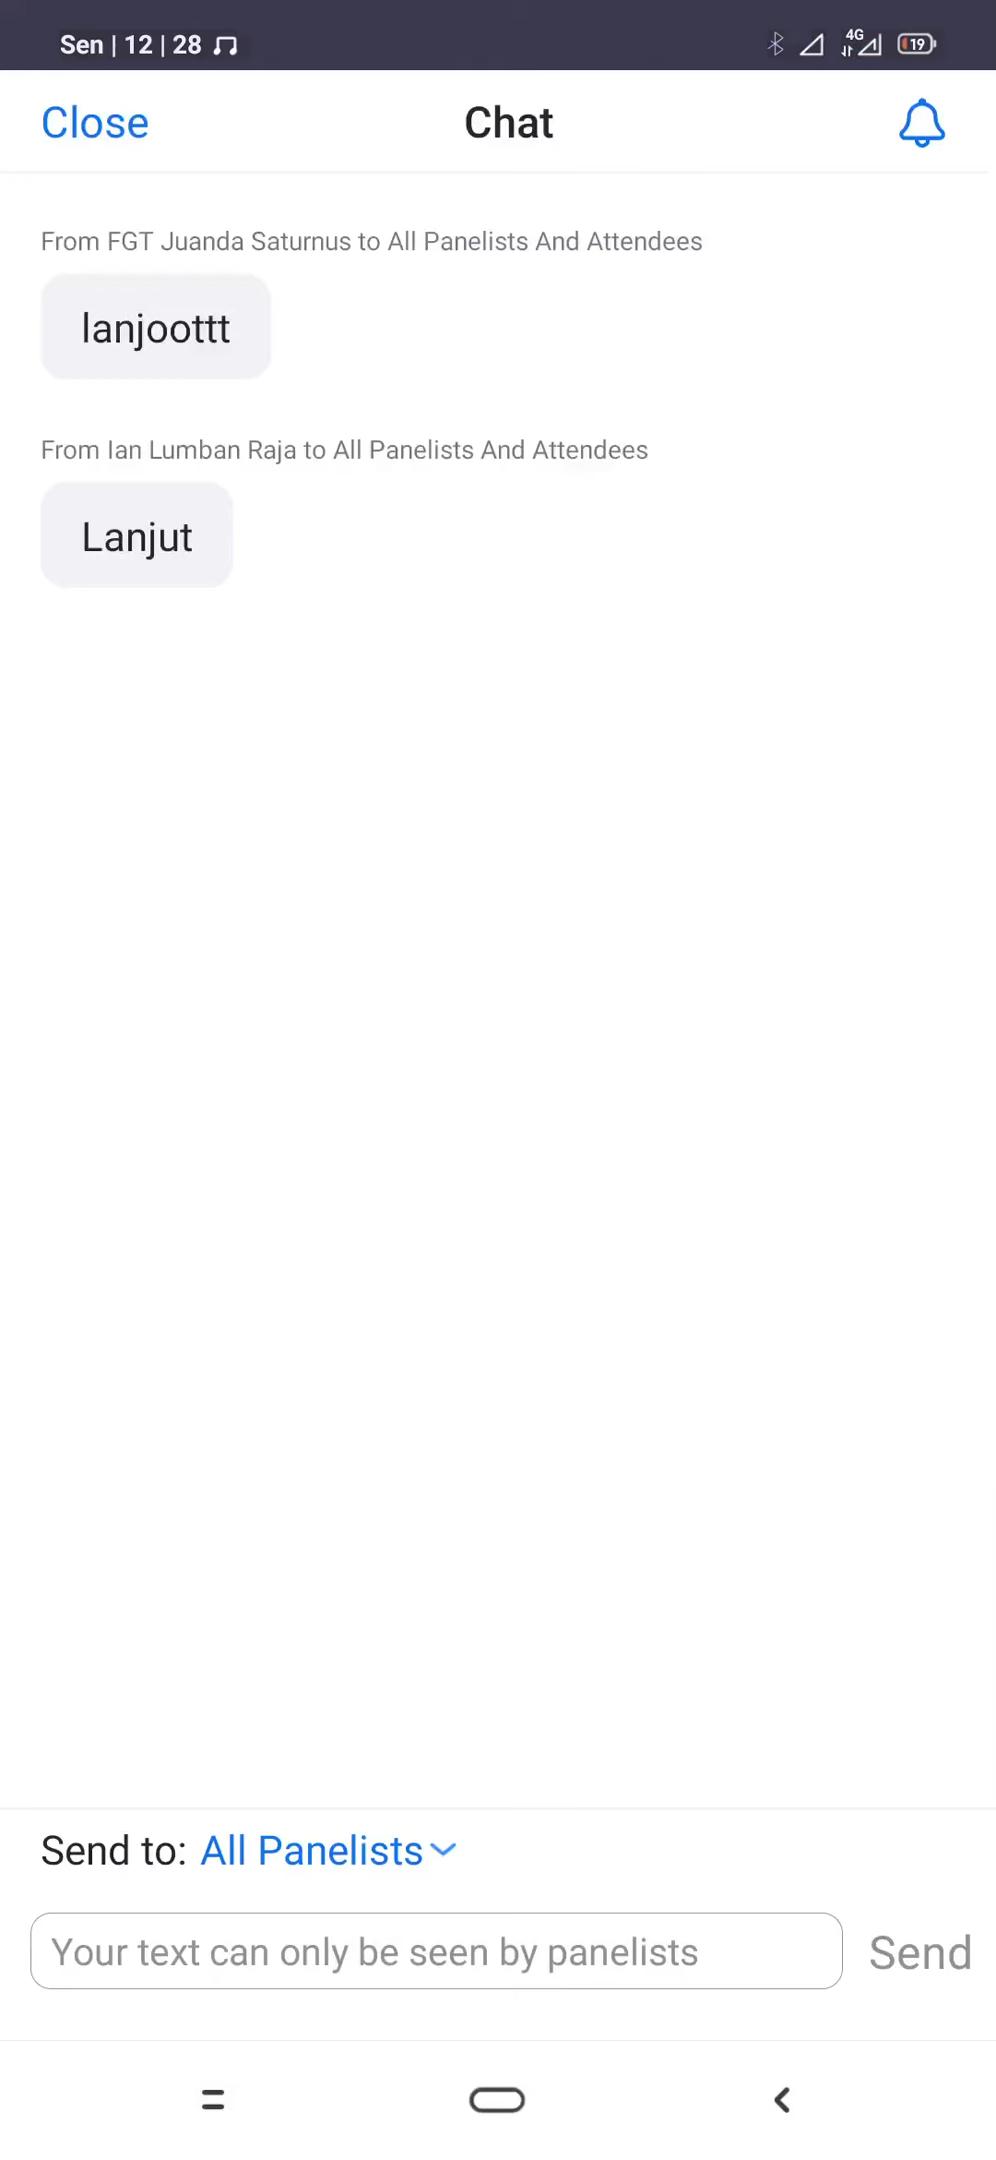 Sen | 12 | 28
4G
19
Close
Chat
From FGT Juanda Saturnus to All Panelists And Attendees
lanjoottt
From Ian Lumban Raja to All Panelists And Attendees
Lanjut
Send to: All Panelists
Your text can only be seen by panelists
Send